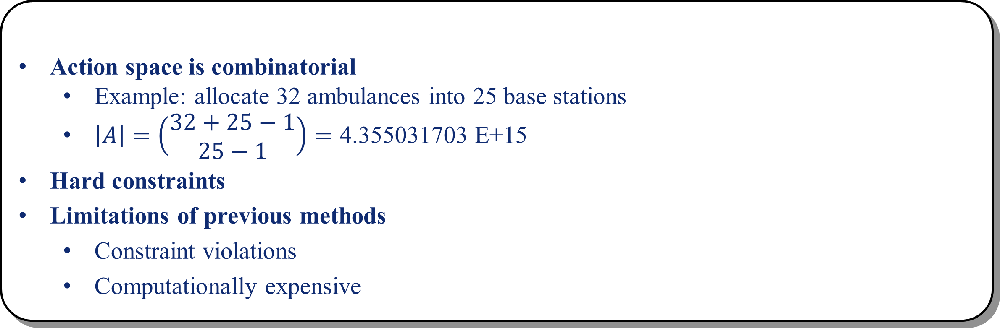 • Action space is combinatorial
• Example: allocate 32 ambulances into 25 base stations
• |A| = (32 + 25 − 1 25 − 1) = 4.355031703 E+15
• Hard constraints
• Limitations of previous methods
• Constraint violations
• Computationally expensive